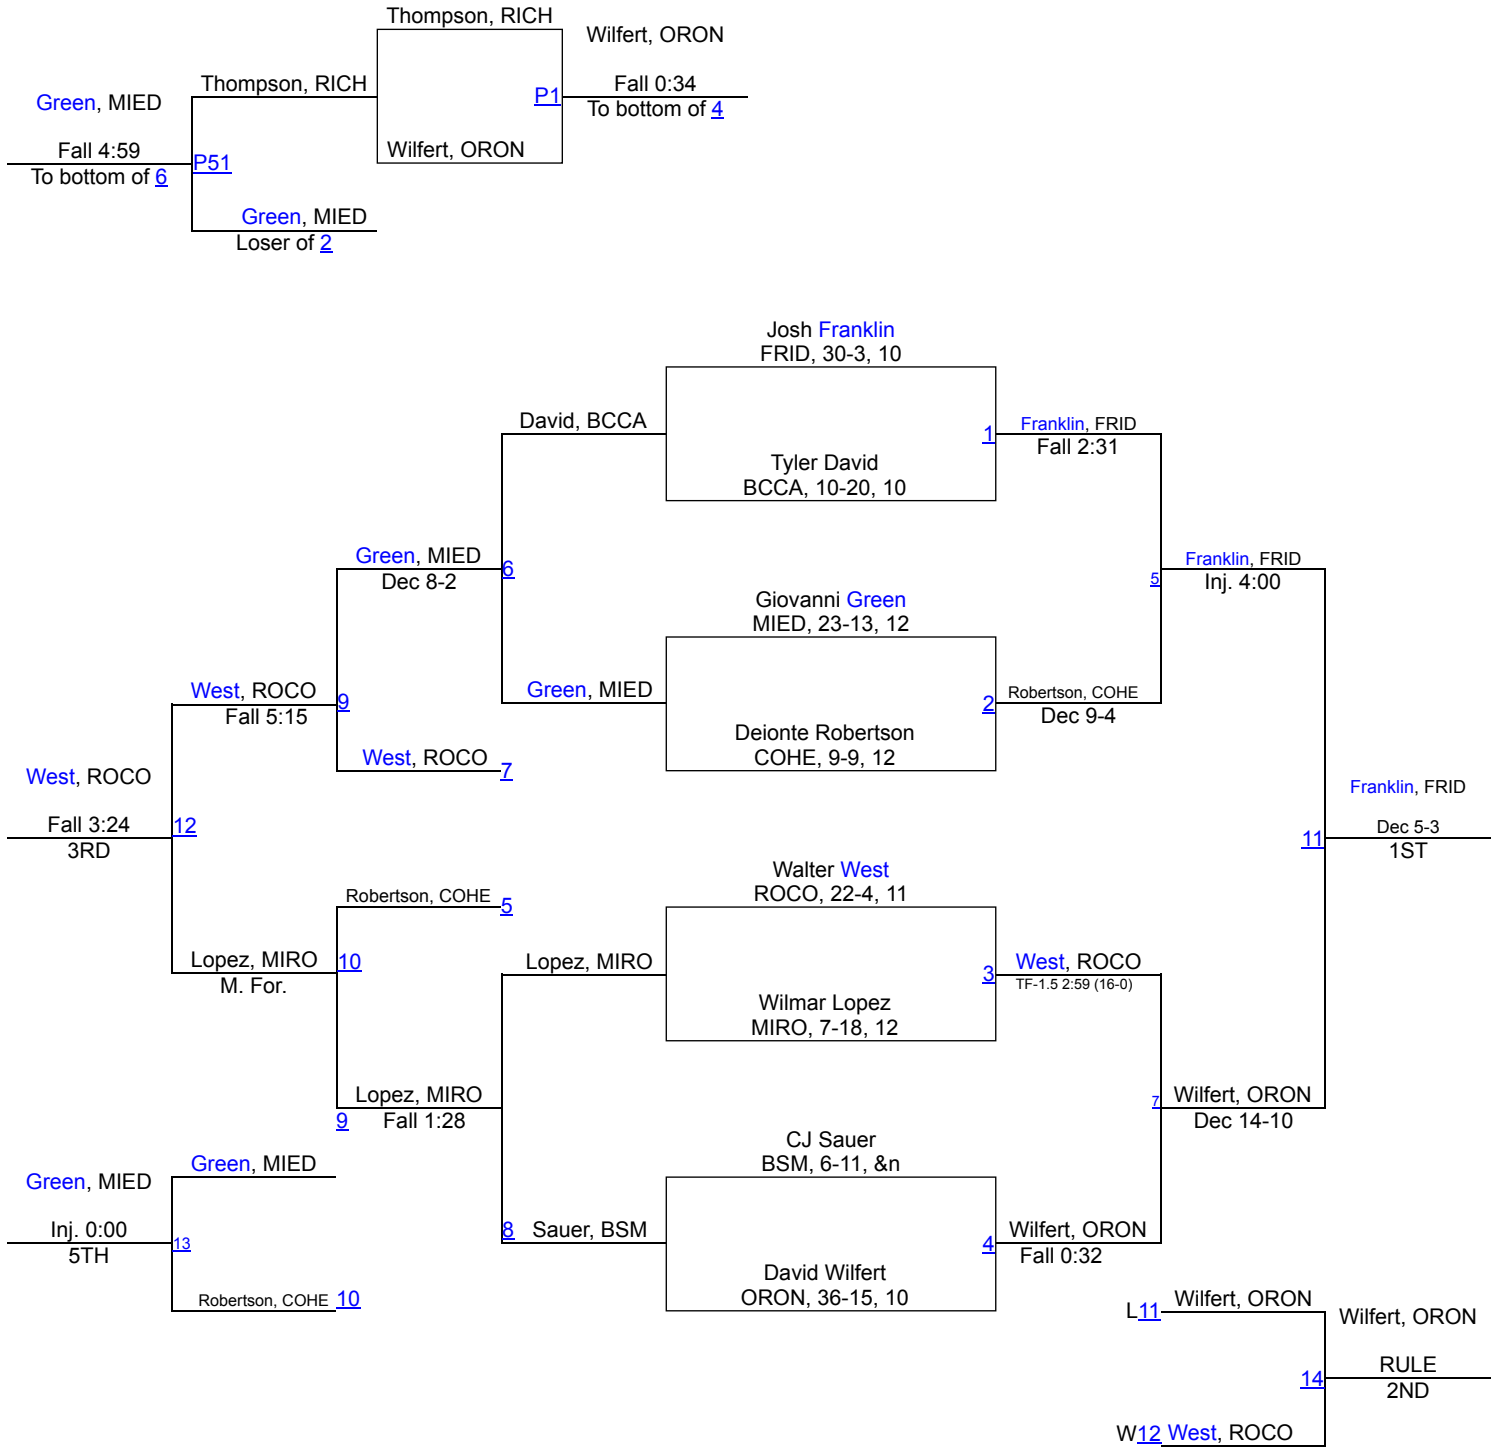 Thompson, RICH
Wilfert, ORON
Thompson, RICH
Fall 0:34
P1
Green, MIED
To bottom of 4
Fall 4:59
Wilfert, ORON
P51
To bottom of 6
Green, MIED
Loser of 2
Josh Franklin
FRID, 30-3, 10
David, BCCA
Franklin, FRID
1
Fall 2:31
Tyler David
BCCA, 10-20, 10
Green, MIED
Franklin, FRID
6
5
Dec 8-2
Inj. 4:00
Giovanni Green
MIED, 23-13, 12
West, ROCO
Green, MIED
Robertson, COHE
9
2
Fall 5:15
Dec 9-4
Deionte Robertson
West, ROCO
COHE, 9-9, 12
7
West, ROCO
Franklin, FRID
Fall 3:24
12
Dec 5-3
11
3RD
1ST
Walter West
ROCO, 22-4, 11
Robertson, COHE
5
Lopez, MIRO
10
Lopez, MIRO
West, ROCO
3
M. For.
TF-1.5 2:59 (16-0)
Wilmar Lopez
MIRO, 7-18, 12
Lopez, MIRO
Wilfert, ORON
7
9
Fall 1:28
Dec 14-10
CJ Sauer
BSM, 6-11, &n
Green, MIED
Green, MIED
Inj. 0:00
8
Sauer, BSM
Wilfert, ORON
13
4
5TH
Fall 0:32
David Wilfert
ORON, 36-15, 10
Robertson, COHE 10
L11
Wilfert, ORON
Wilfert, ORON
RULE
14
2ND
W12 West, ROCO